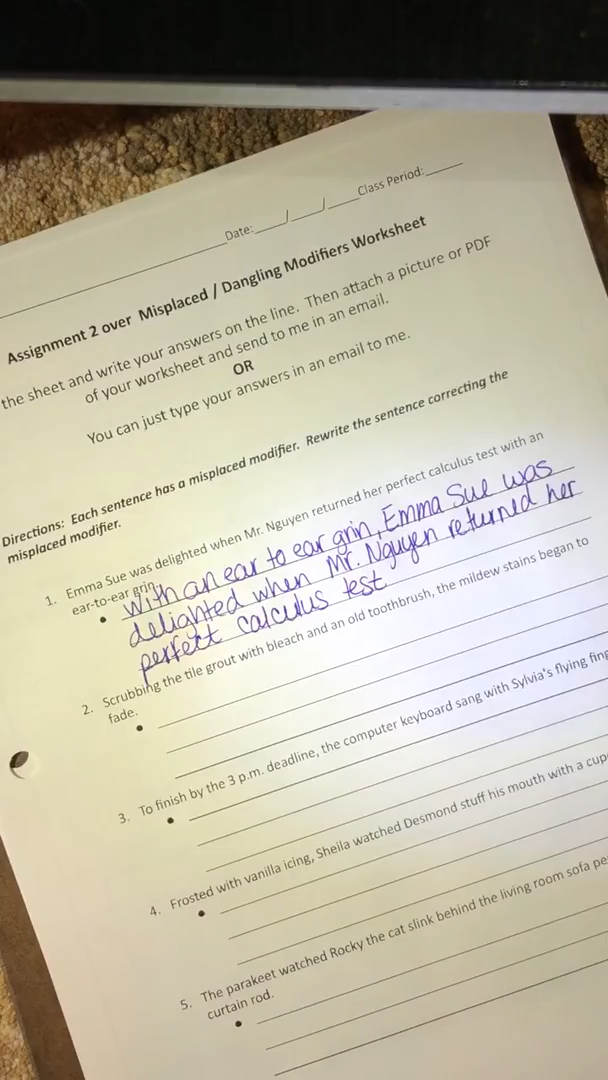 Date:____/____/____Class Period:_____
Assignment 2 over Misplaced / Dangling Modifiers Worksheet
the sheet and write your answers on the line. Then attach a picture or PDF
of your worksheet and send to me in an email.
OR
You can just type your answers in an email to me.
Directions: Each sentence has a misplaced modifier. Rewrite the sentence correcting the
misplaced modifier.
1. Emma Sue was delighted when Mr. Nguyen returned her perfect calculus test with an
ear-to-ear grin.
• With an ear to ear grin, Emma Sue was
delighted when Mr. Nguyen returned her
perfect calculus test
2. Scrubbing the tile grout with bleach and an old toothbrush, the mildew stains began to
fade.
3. To finish by the 3 p.m. deadline, the computer keyboard sang with Sylvia's flying
4. Frosted with vanilla icing, Sheila watched Desmond stuff his mouth with a
5. The parakeet watched Rocky the cat slink behind the living room sofa
curtain rod.